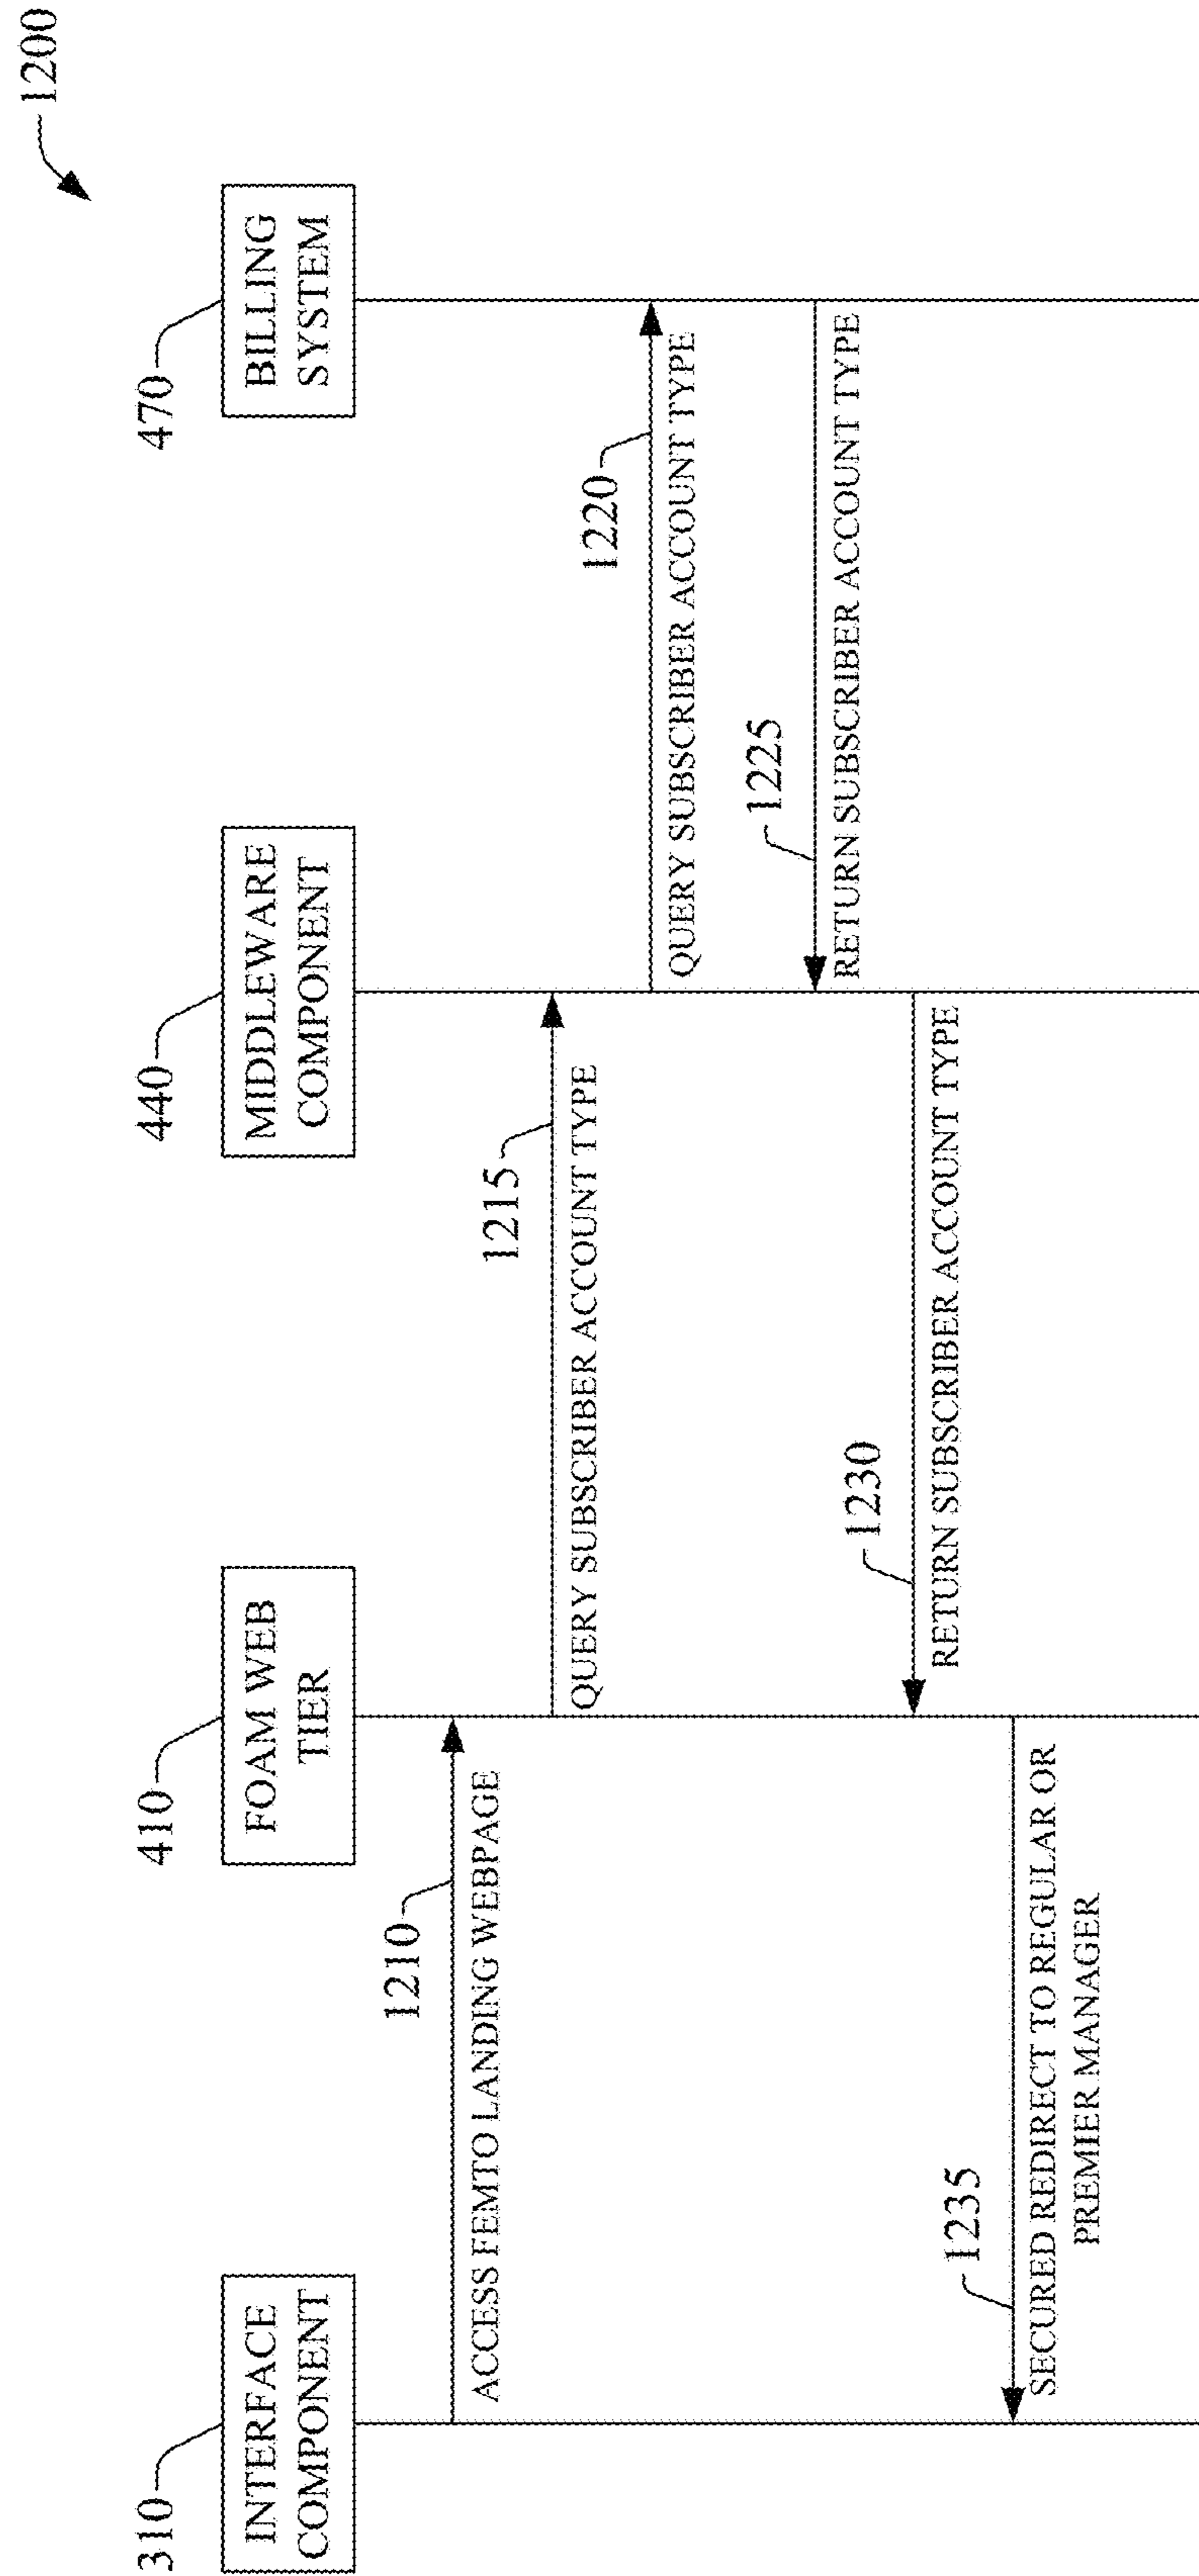 1200
310
INTERFACE
COMPONENT
410
FOAM WEB
TIER
440
MIDDLEWARE
COMPONENT
470
BILLING
SYSTEM
1210
ACCESS FEMTO LANDING WEBPAGE
1215
QUERY SUBSCRIBER ACCOUNT TYPE
1220
QUERY SUBSCRIBER ACCOUNT TYPE
1225
RETURN SUBSCRIBER ACCOUNT TYPE
1230
RETURN SUBSCRIBER ACCOUNT TYPE
1235
SECURED REDIRECT TO REGULAR OR
PREMIER MANAGER